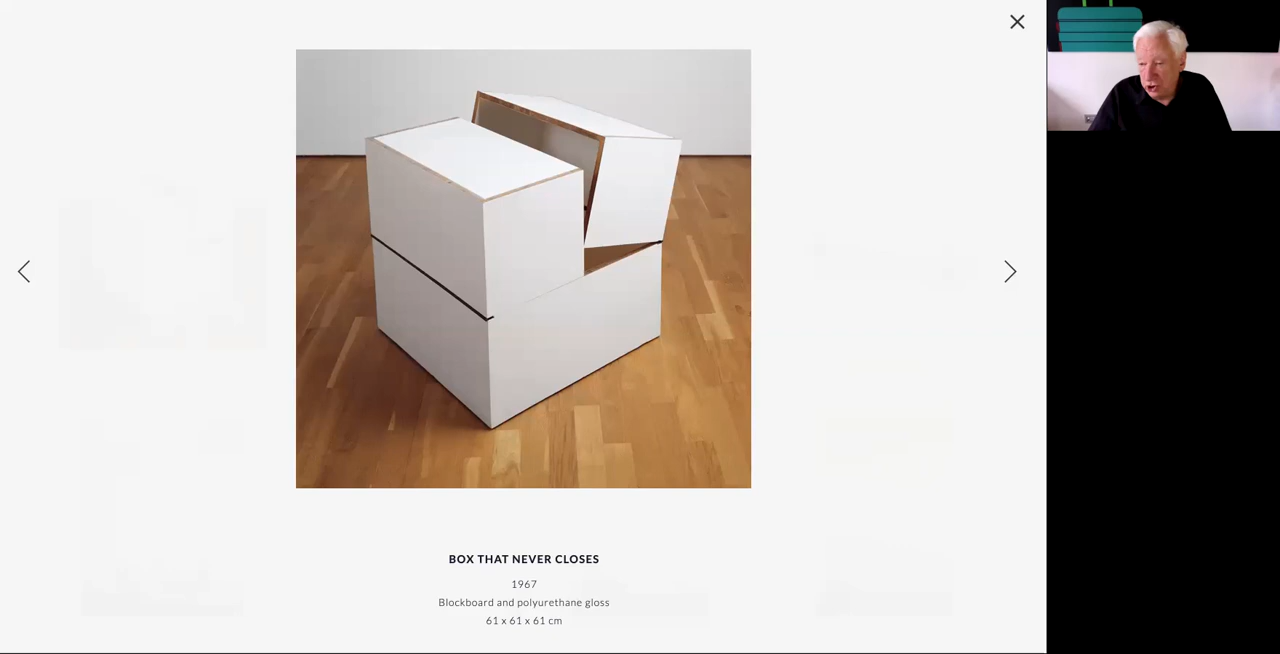 BOX THAT NEVER CLOSES
1967
Blockboard and polyurethane gloss
61 x 61 x 61 cm